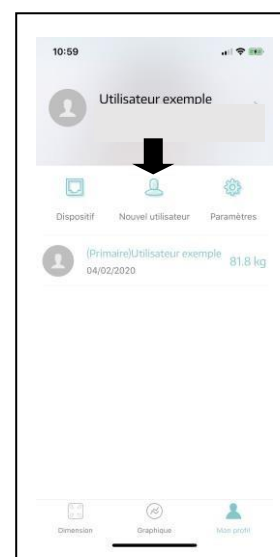 10:59
Utilisateur exemple
Dispositif Nouvel utilisateur Paramètres
(Primaire)Utilisateur exemple 81.8 kg
04/02/2020
Dimension Graphique Mon profil